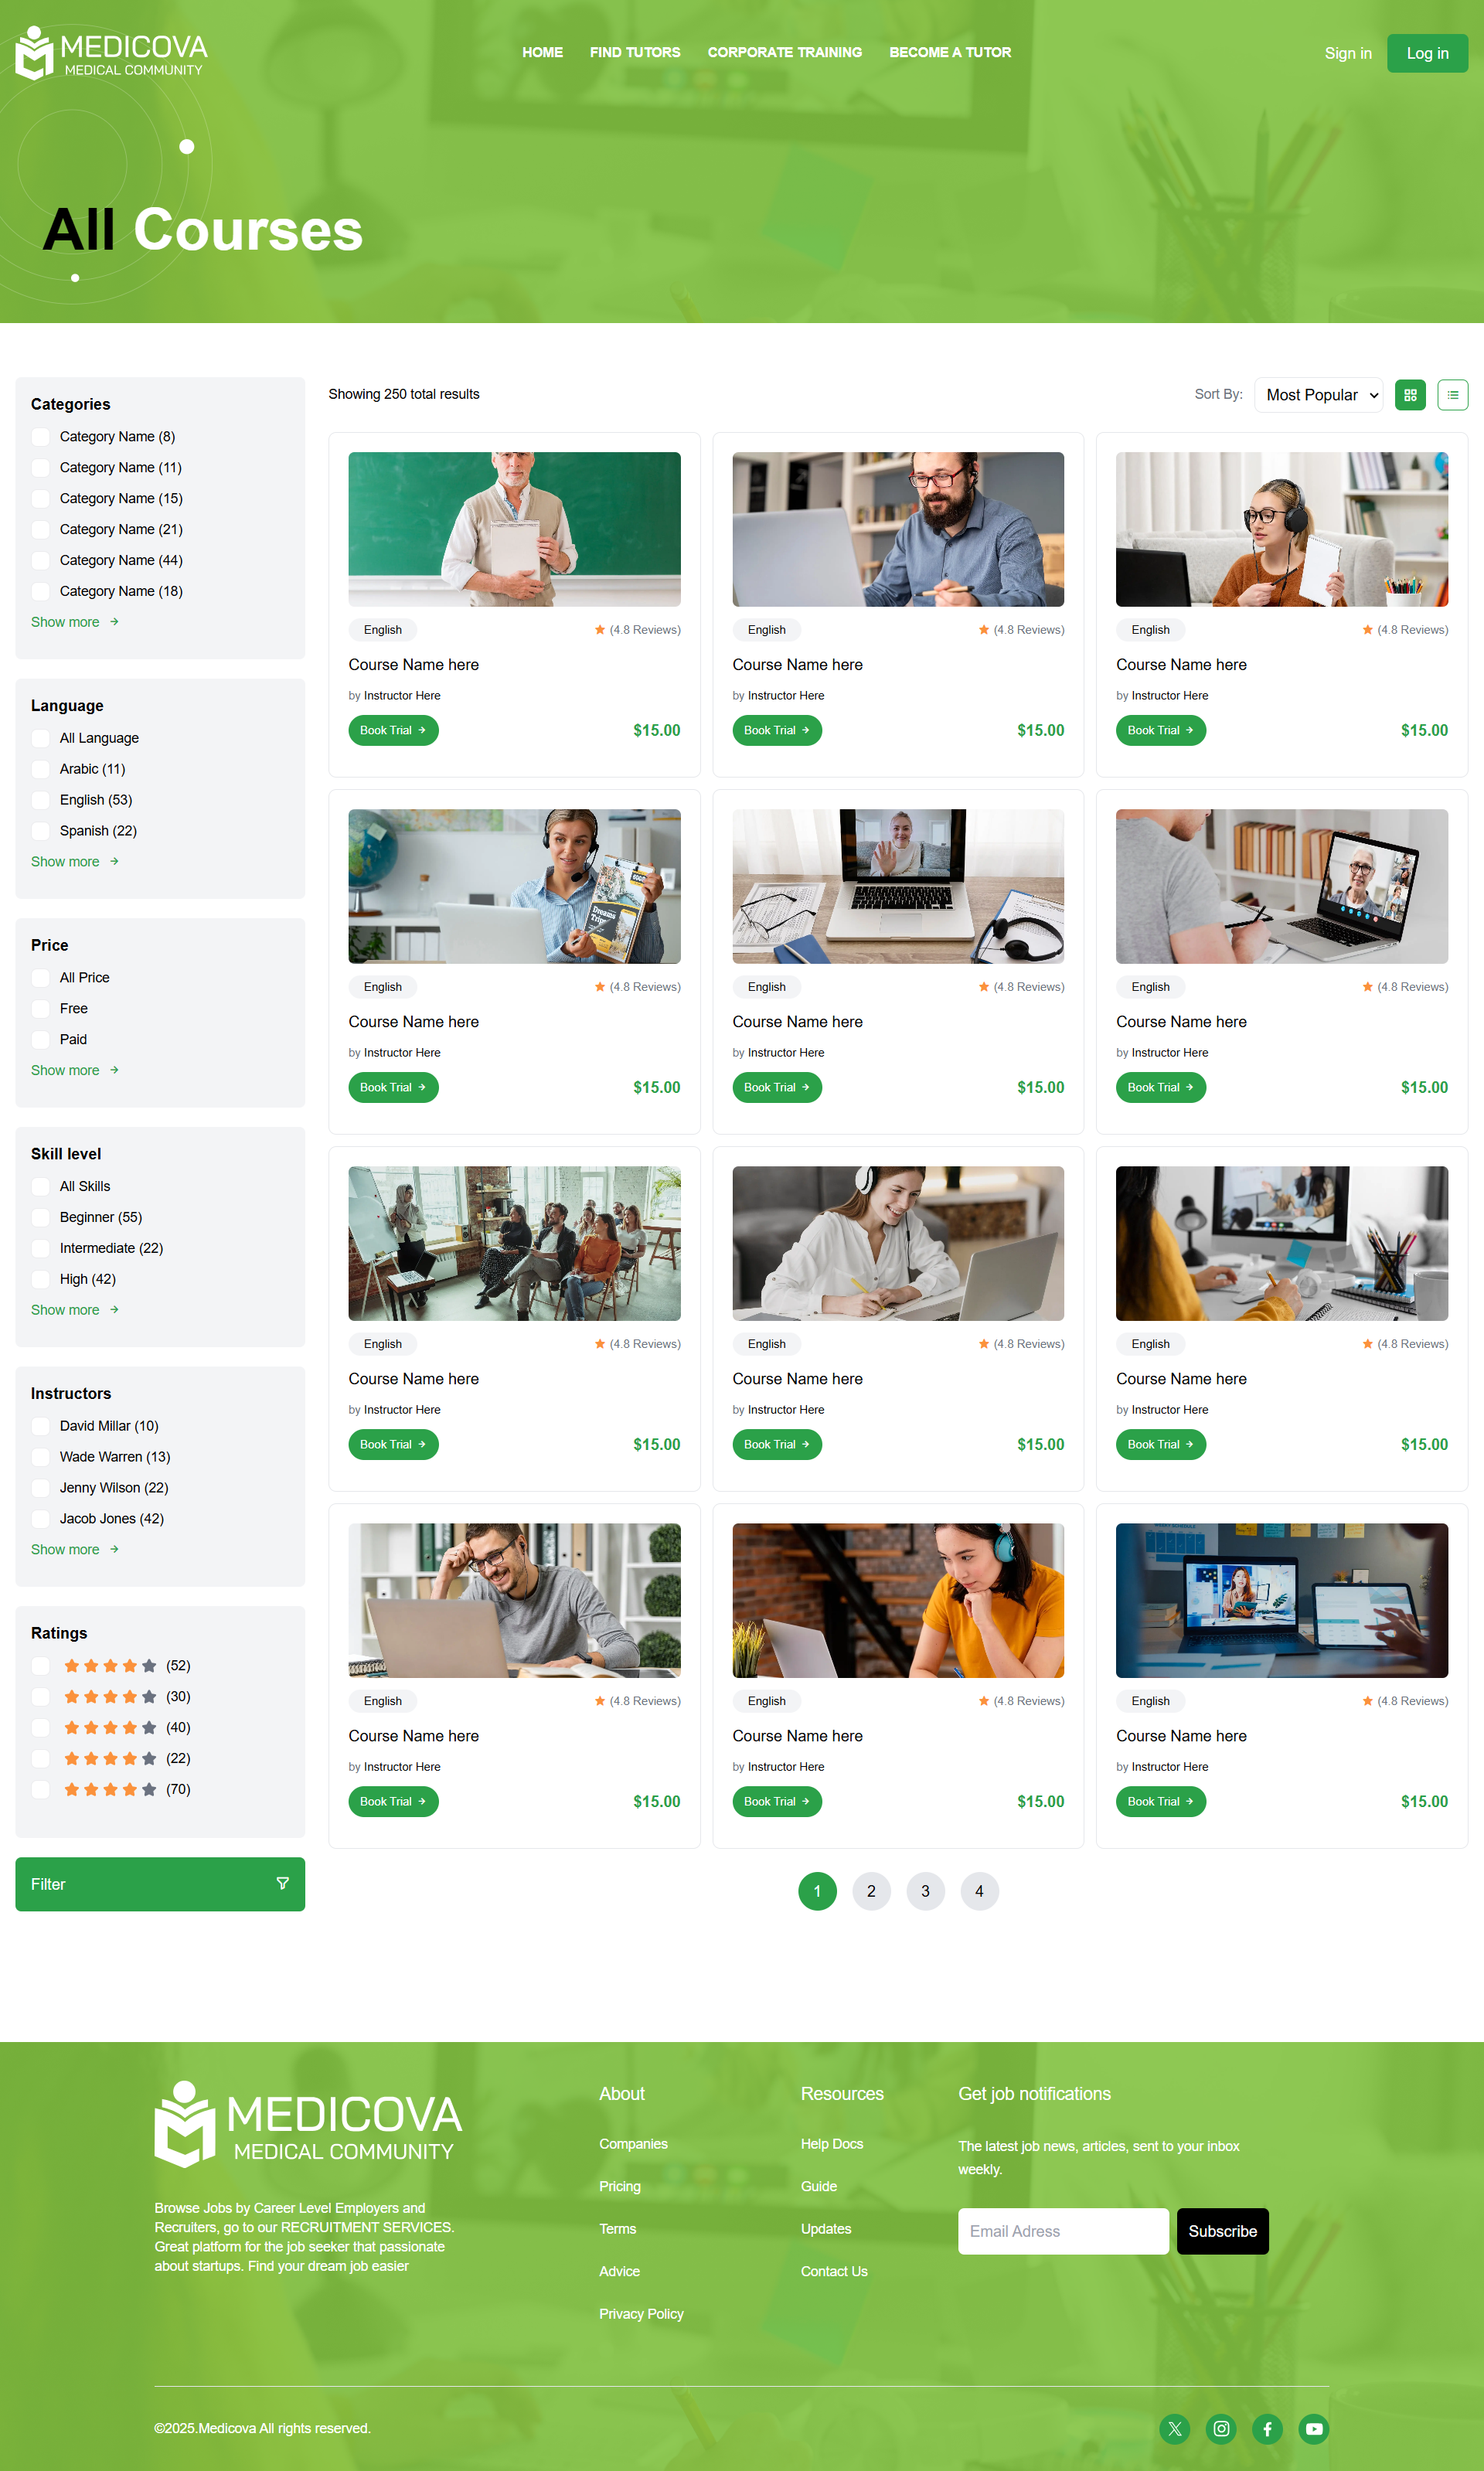 MEDICOVA
MEDICAL COMMUNITY
HOME FIND TUTORS CORPORATE TRAINING BECOME A TUTOR
Sign in Log in
All Courses
Categories
Category Name (8)
Category Name (11)
Category Name (15)
Category Name (21)
Category Name (44)
Category Name (18)
Show more
Language
All Language
Arabic (11)
English (53)
Spanish (22)
Show more
Price
All Price
Free
Paid
Show more
Skill level
All Skills
Beginner (55)
Intermediate (22)
High (42)
Show more
Instructors
David Millar (10)
Wade Warren (13)
Jenny Wilson (22)
Jacob Jones (42)
Show more
Ratings
(52)
(30)
(40)
(22)
(70)
Filter
Showing 250 total results
Sort By: Most Popular
English (4.8 Reviews) English (4.8 Reviews) English (4.8 Reviews)
Course Name here Course Name here Course Name here
by Instructor Here by Instructor Here by Instructor Here
Book Trial $15.00 Book Trial $15.00 Book Trial $15.00
Dreams
Trip
English (4.8 Reviews) English (4.8 Reviews) English (4.8 Reviews)
Course Name here Course Name here Course Name here
by Instructor Here by Instructor Here by Instructor Here
Book Trial $15.00 Book Trial $15.00 Book Trial $15.00
English (4.8 Reviews) English (4.8 Reviews) English (4.8 Reviews)
Course Name here Course Name here Course Name here
by Instructor Here by Instructor Here by Instructor Here
Book Trial $15.00 Book Trial $15.00 Book Trial $15.00
English (4.8 Reviews) English (4.8 Reviews) English (4.8 Reviews)
Course Name here Course Name here Course Name here
by Instructor Here by Instructor Here by Instructor Here
Book Trial $15.00 Book Trial $15.00 Book Trial $15.00
1 2 3 4
MEDICOVA
MEDICAL COMMUNITY
Browse Jobs by Career Level Employers and
Recruiters, go to our RECRUITMENT SERVICES.
Great platform for the job seeker that passionate
about startups. Find your dream job easier
About
Companies
Pricing
Terms
Advice
Privacy Policy
Resources
Help Docs
Guide
Updates
Contact Us
Get job notifications
The latest job news, articles, sent to your inbox
weekly.
Email Adress Subscribe
©2025.Medicova All rights reserved.